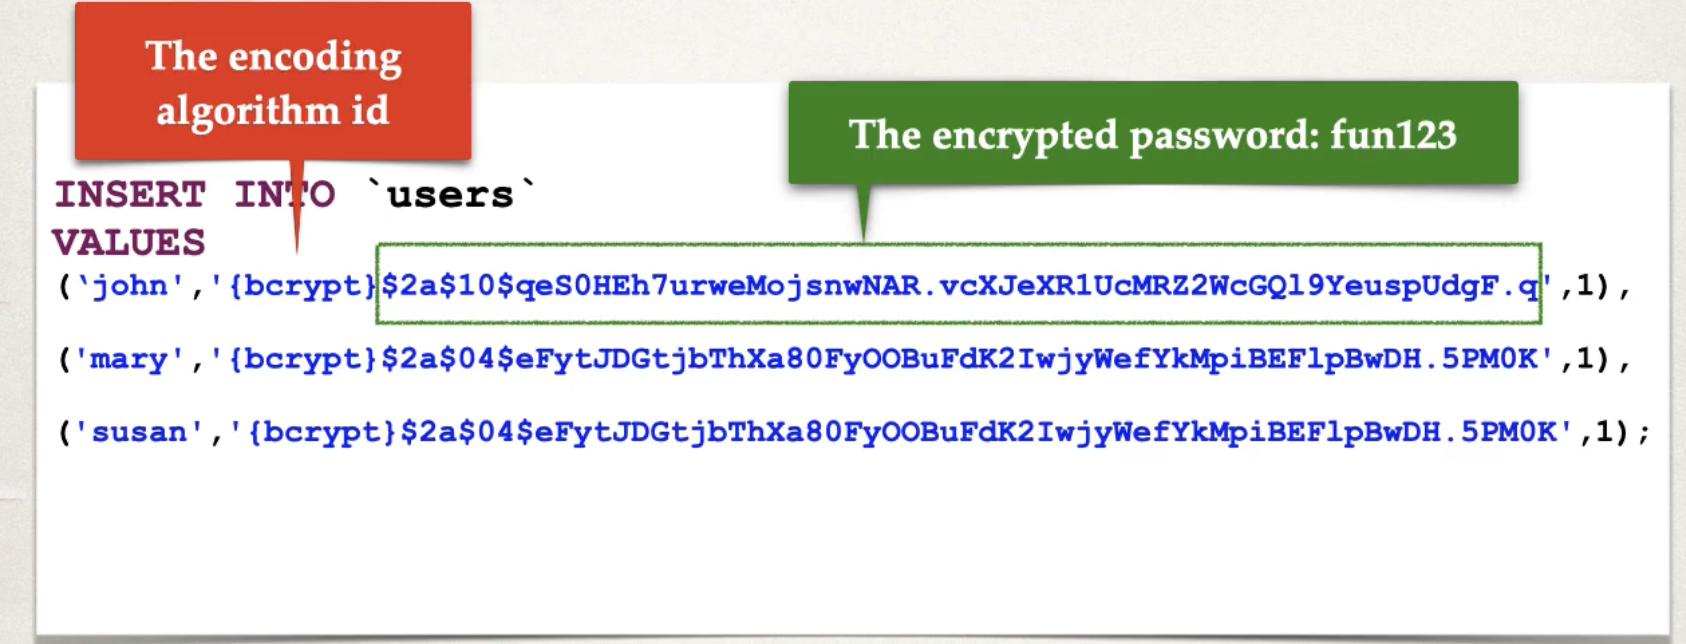 The encoding
algorithm id
The encrypted password: fun123
INSERT INTO `users`
VALUES
(`john','{bcrypt}$2a$10$qeS0HEh7urweMojsnwNAR.vcXJeXR1UcMRZ2WcGQl9YeuspUdgF.q',1),
('mary','{bcrypt}$2a$04$eFytJDGtjbThXa80FyOOBuFdK2IwjyWefYkMpiBEFlpBwDH.5PM0K',1),
('susan','{bcrypt}$2a$04$eFytJDGtjbThXa80FyOOBuFdK2IwjyWefYkMpiBEFlpBwDH.5PM0K',1);